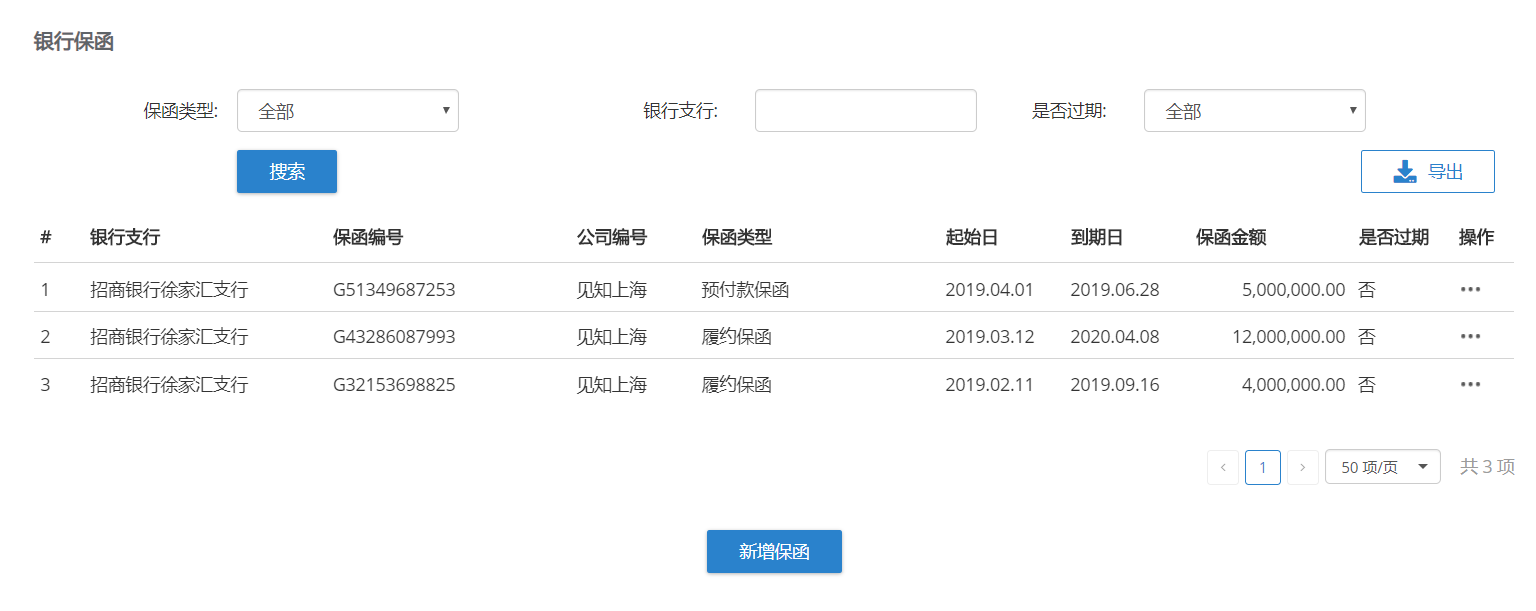 银行保函
保函类型: 全部 银行支行: 是否过期: 全部
搜索 导出
# 银行支行 保函编号 公司编号 保函类型 起始日 到期日 保函金额 是否过期 操作
1 招商银行徐家汇支行 G51349687253 见知上海 预付款保函 2019.04.01 2019.06.28 5,000,000.00 否 •••
2 招商银行徐家汇支行 G43286087993 见知上海 履约保函 2019.03.12 2020.04.08 12,000,000.00 否 •••
3 招商银行徐家汇支行 G32153698825 见知上海 履约保函 2019.02.11 2019.09.16 4,000,000.00 否 •••
‹ 1 › 50 项/页 共 3 项
新增保函